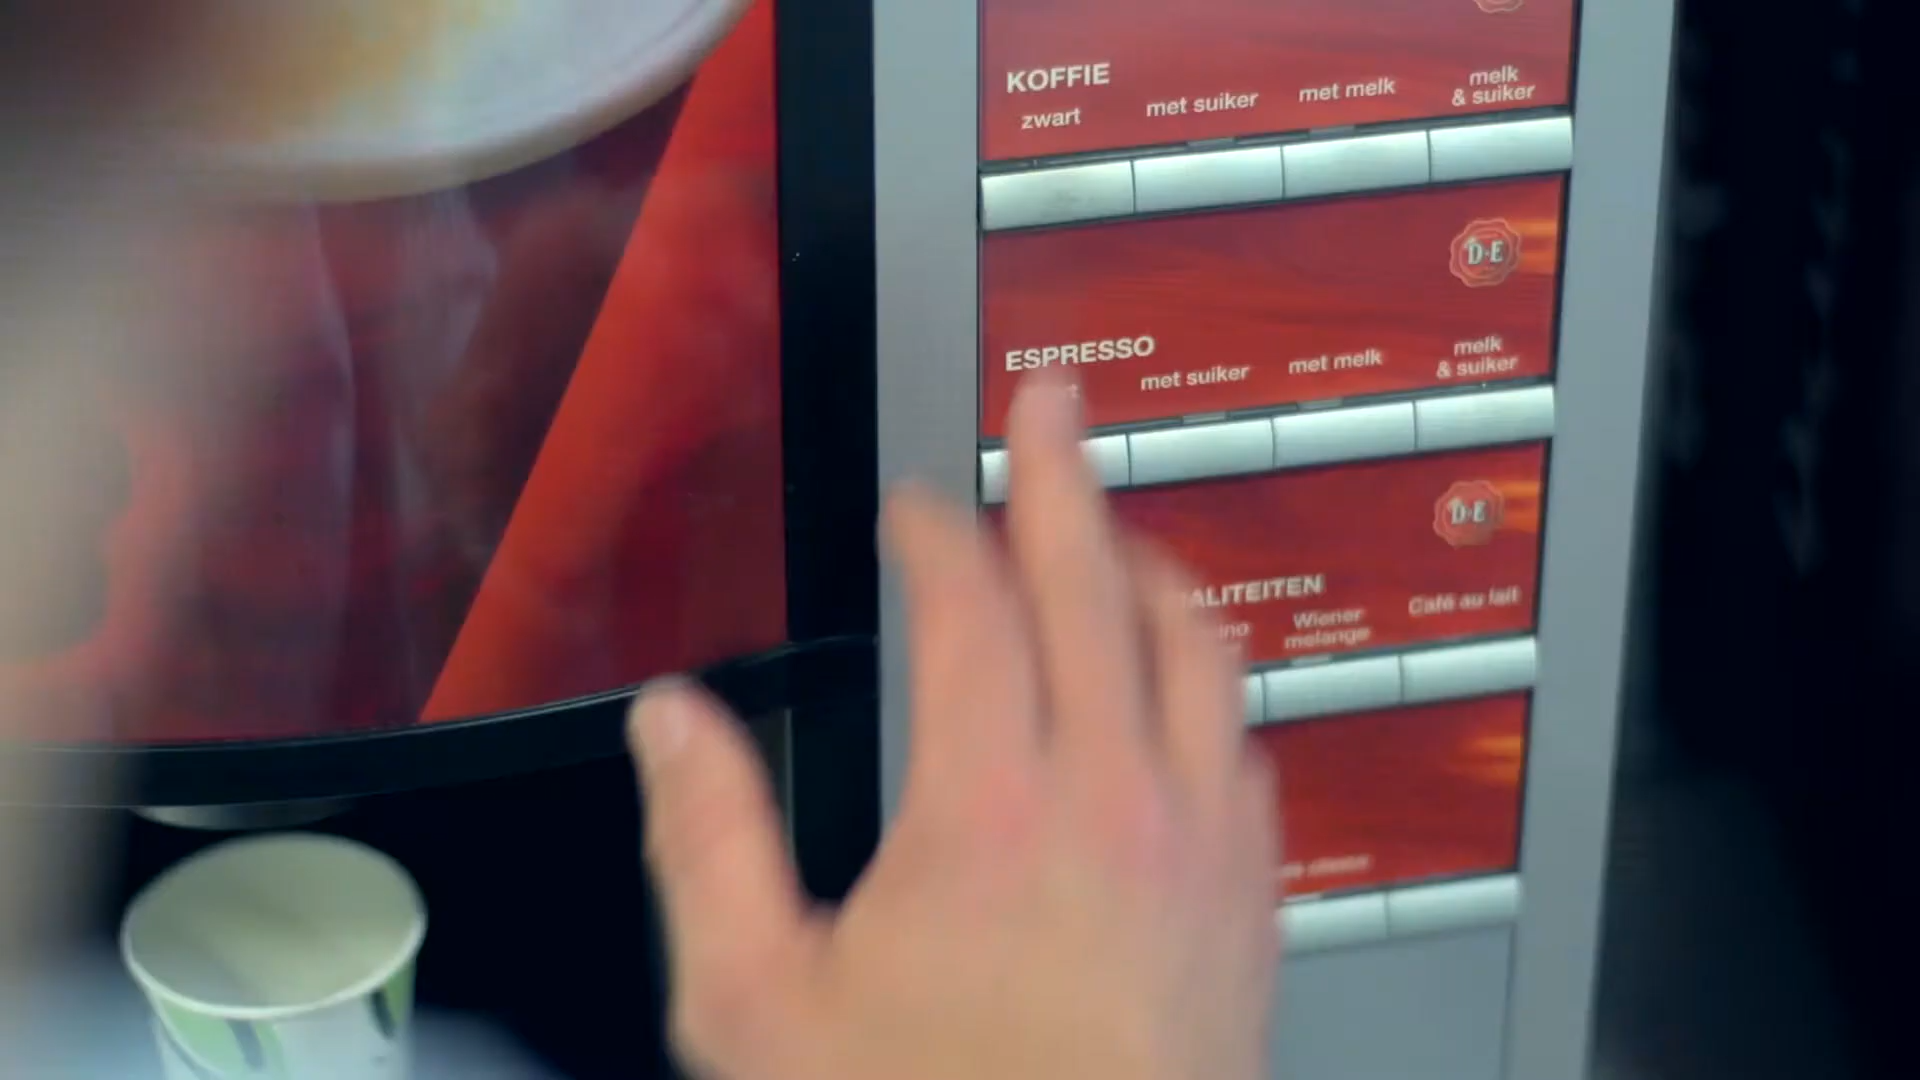 KOFFIE
zwart
met suiker
met melk
melk
& suiker
D·E
ESPRESSO
met suiker
met melk
melk
& suiker
D·E
Wiener
melange
Café au lait